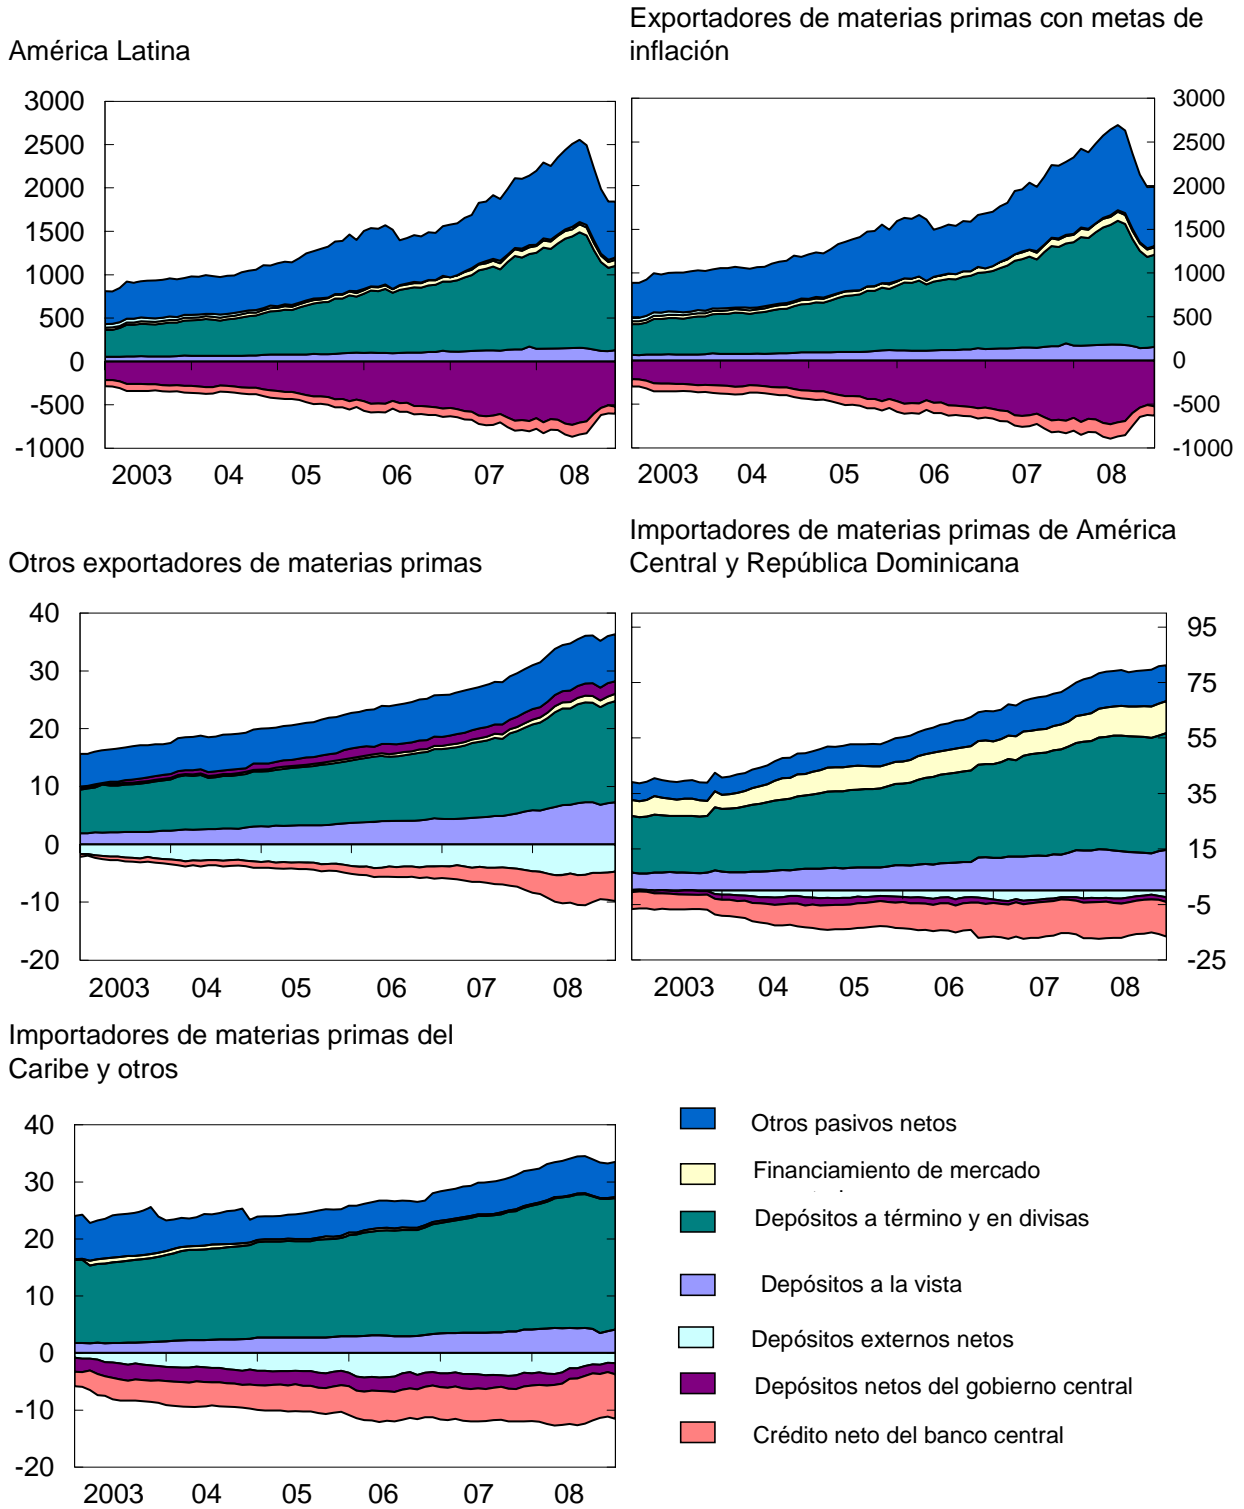 América Latina
Exportadores de materias primas con metas de
inflación
3000
2500
2000
1500
1000
500
0
-500
-1000
2003 04 05 06 07 08
3000
2500
2000
1500
1000
500
0
-500
-1000
2003 04 05 06 07 08
Otros exportadores de materias primas
Importadores de materias primas de América
Central y República Dominicana
40
30
20
10
0
-10
-20
2003 04 05 06 07 08
95
75
55
35
15
-5
-25
2003 04 05 06 07 08
Importadores de materias primas del
Caribe y otros
40
30
20
10
0
-10
-20
2003 04 05 06 07 08
Otros pasivos netos
Financiamiento de mercado
Depósitos a término y en divisas
Depósitos a la vista
Depósitos externos netos
Depósitos netos del gobierno central
Crédito neto del banco central